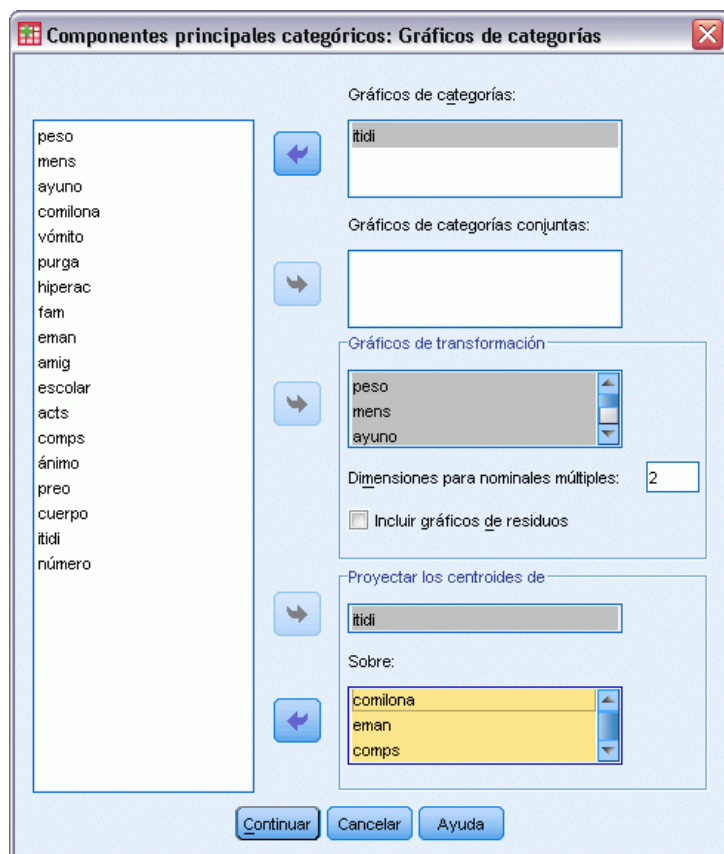 Componentes principales categóricos: Gráficos de categorías
peso
mens
ayuno
comilona
vómito
purga
hiperac
fam
eman
amig
escolar
acts
comps
ánimo
preo
cuerpo
itidi
número
Gráficos de categorías:
itidi
Gráficos de categorías conjuntas:
Gráficos de transformación
peso
mens
ayuno
Dimensiones para nominales múltiples: 2
Incluir gráficos de residuos
Proyectar los centroides de
itidi
Sobre:
comilona
eman
comps
Continuar Cancelar Ayuda